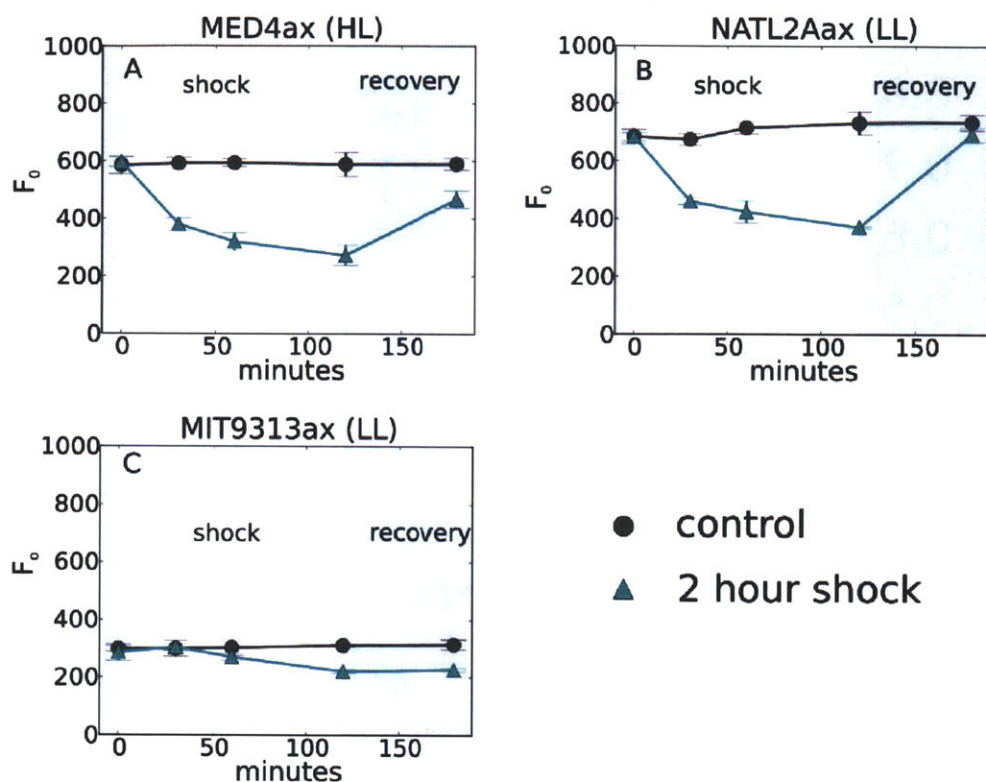 MED4ax (HL)
A
shock
recovery
1000
800
600
400
200
0
F₀
0
50
100
150
minutes
NATL2Aax (LL)
B
shock
recovery
1000
800
600
400
200
0
F₀
0
50
100
150
minutes
MIT9313ax (LL)
C
shock
recovery
1000
800
600
400
200
0
F₀
0
50
100
150
minutes
control
2 hour shock